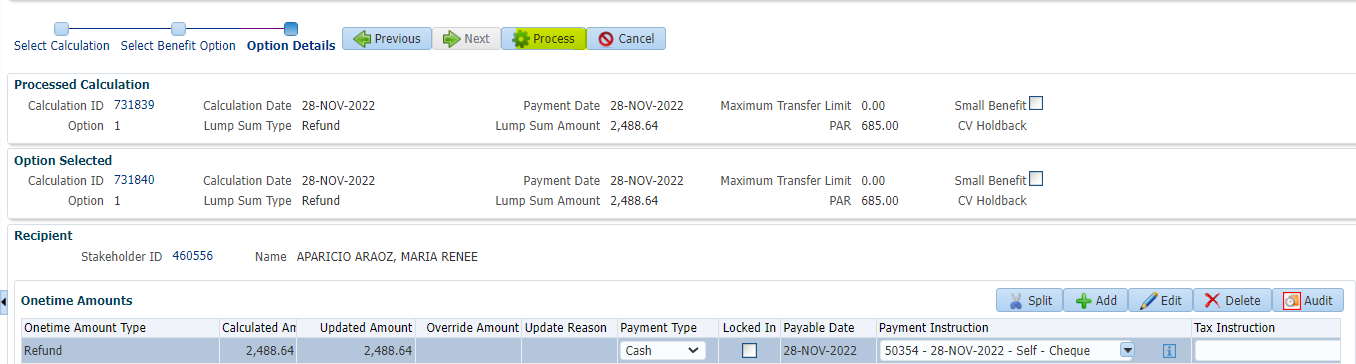 Select Calculation Select Benefit Option Option Details Previous Next Process Cancel
Processed Calculation
Calculation ID 731839 Calculation Date 28-NOV-2022 Payment Date 28-NOV-2022 Maximum Transfer Limit 0.00 Small Benefit
Option 1 Lump Sum Type Refund Lump Sum Amount 2,488.64 PAR 685.00 CV Holdback
Option Selected
Calculation ID 731840 Calculation Date 28-NOV-2022 Payment Date 28-NOV-2022 Maximum Transfer Limit 0.00 Small Benefit
Option 1 Lump Sum Type Refund Lump Sum Amount 2,488.64 PAR 685.00 CV Holdback
Recipient
Stakeholder ID 460556 Name APARICIO ARAOZ, MARIA RENEE
Onetime Amounts Split Add Edit Delete Audit
Onetime Amount Type Calculated Am Updated Amount Override Amount Update Reason Payment Type Locked In Payable Date Payment Instruction Tax Instruction
Refund 2,488.64 2,488.64 Cash 28-NOV-2022 50354 - 28-NOV-2022 - Self - Cheque